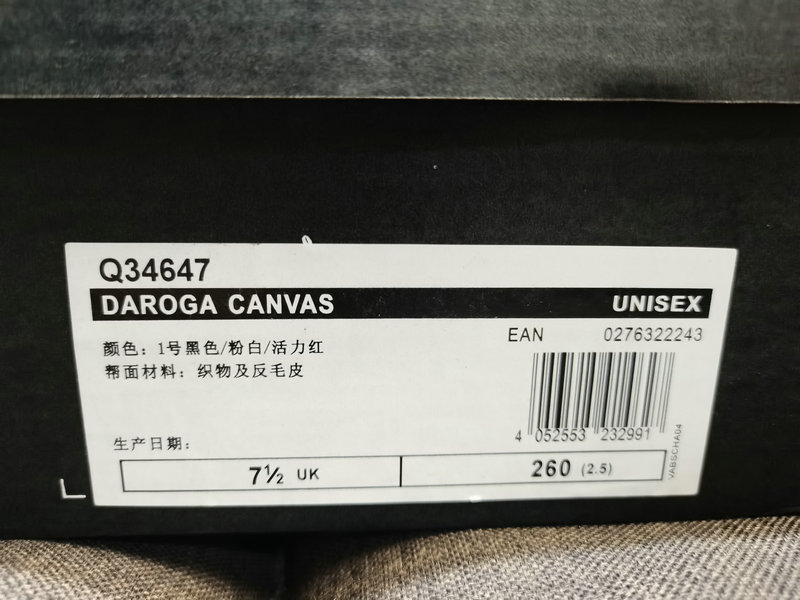 Q34647
DAROGA CANVAS UNISEX
EAN 0276322243
颜色：1号黑色/粉白/活力红
帮面材料：织物及反毛皮
4 052553 232991
VABSCHA04
生产日期：
7½ UK 260 (2.5)